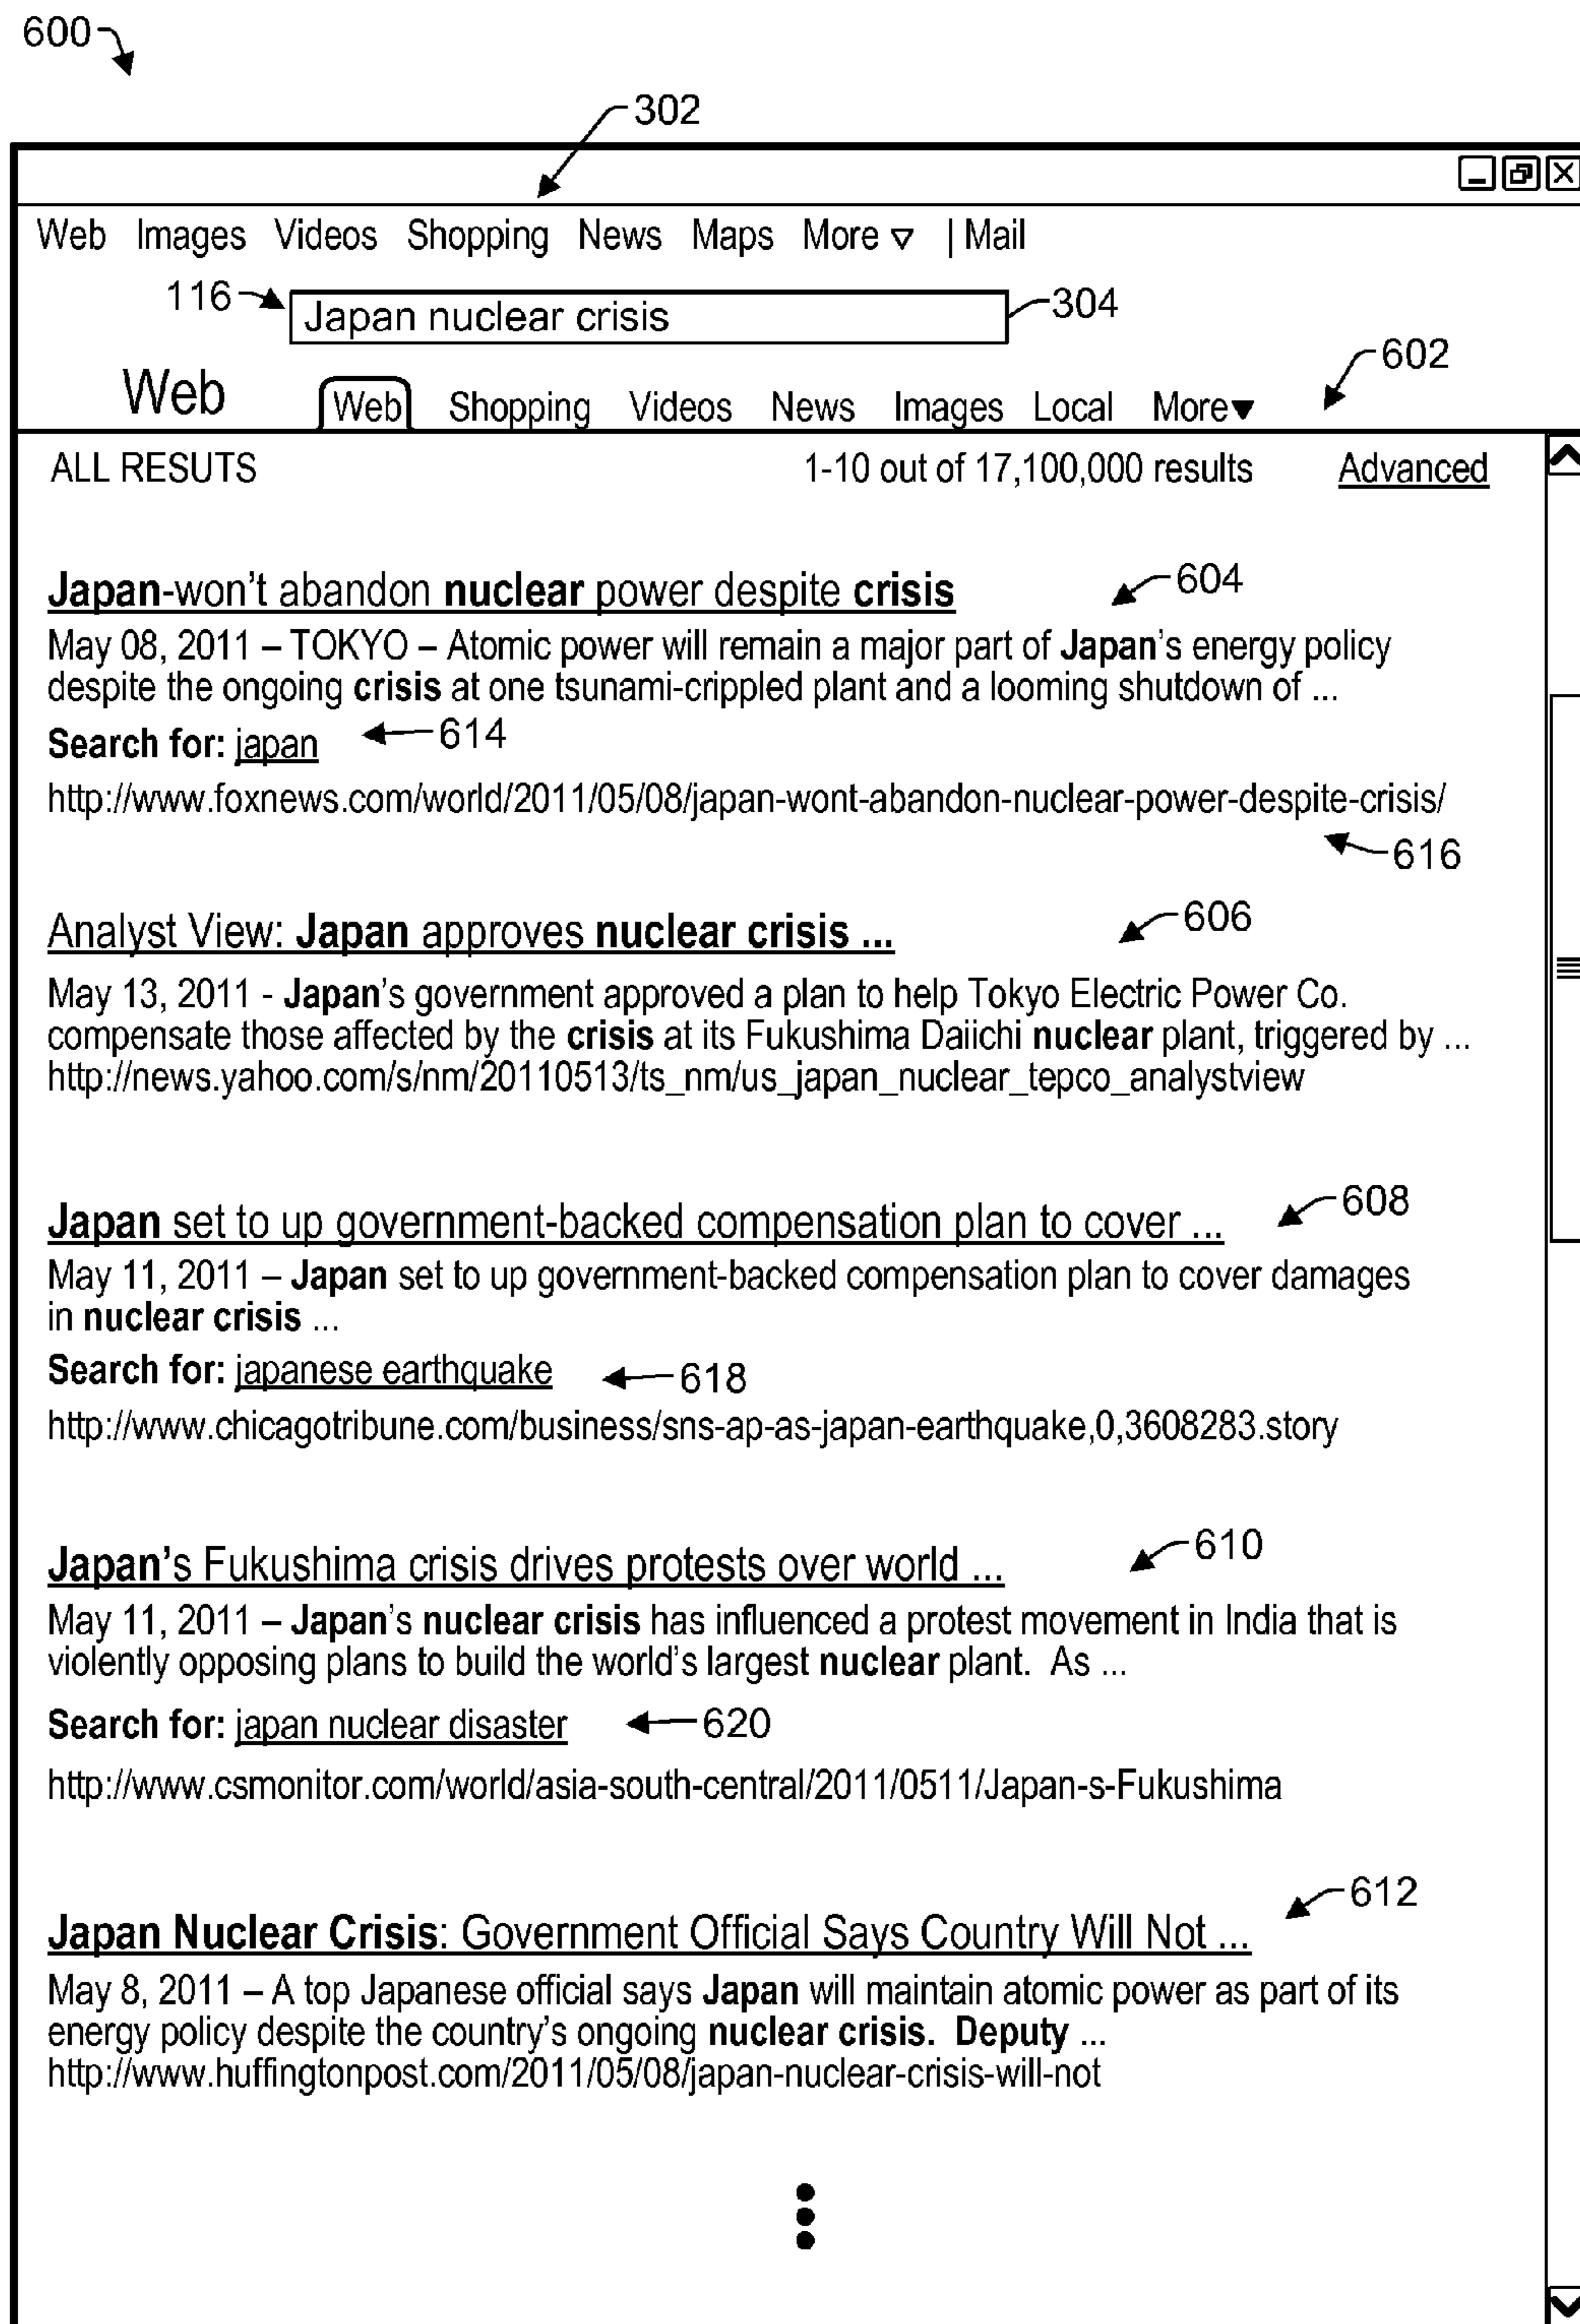 600
302
Web Images Videos Shopping News Maps More | Mail
116 Japan nuclear crisis 304
602
Web Web Shopping Videos News Images Local More
ALL RESUTS 1-10 out of 17,100,000 results Advanced
Japan-won't abandon nuclear power despite crisis 604
May 08, 2011 – TOKYO – Atomic power will remain a major part of Japan's energy policy
despite the ongoing crisis at one tsunami-crippled plant and a looming shutdown of ...
Search for: japan 614
http://www.foxnews.com/world/2011/05/08/japan-wont-abandon-nuclear-power-despite-crisis/
616
Analyst View: Japan approves nuclear crisis ... 606
May 13, 2011 - Japan's government approved a plan to help Tokyo Electric Power Co.
compensate those affected by the crisis at its Fukushima Daiichi nuclear plant, triggered by ...
http://news.yahoo.com/s/nm/20110513/ts_nm/us_japan_nuclear_tepco_analystview
Japan set to up government-backed compensation plan to cover ... 608
May 11, 2011 – Japan set to up government-backed compensation plan to cover damages
in nuclear crisis ...
Search for: japanese earthquake 618
http://www.chicagotribune.com/business/sns-ap-as-japan-earthquake,0,3608283.story
Japan's Fukushima crisis drives protests over world ... 610
May 11, 2011 – Japan's nuclear crisis has influenced a protest movement in India that is
violently opposing plans to build the world's largest nuclear plant. As ...
Search for: japan nuclear disaster 620
http://www.csmonitor.com/world/asia-south-central/2011/0511/Japan-s-Fukushima
612
Japan Nuclear Crisis: Government Official Says Country Will Not ...
May 8, 2011 – A top Japanese official says Japan will maintain atomic power as part of its
energy policy despite the country's ongoing nuclear crisis. Deputy ...
http://www.huffingtonpost.com/2011/05/08/japan-nuclear-crisis-will-not